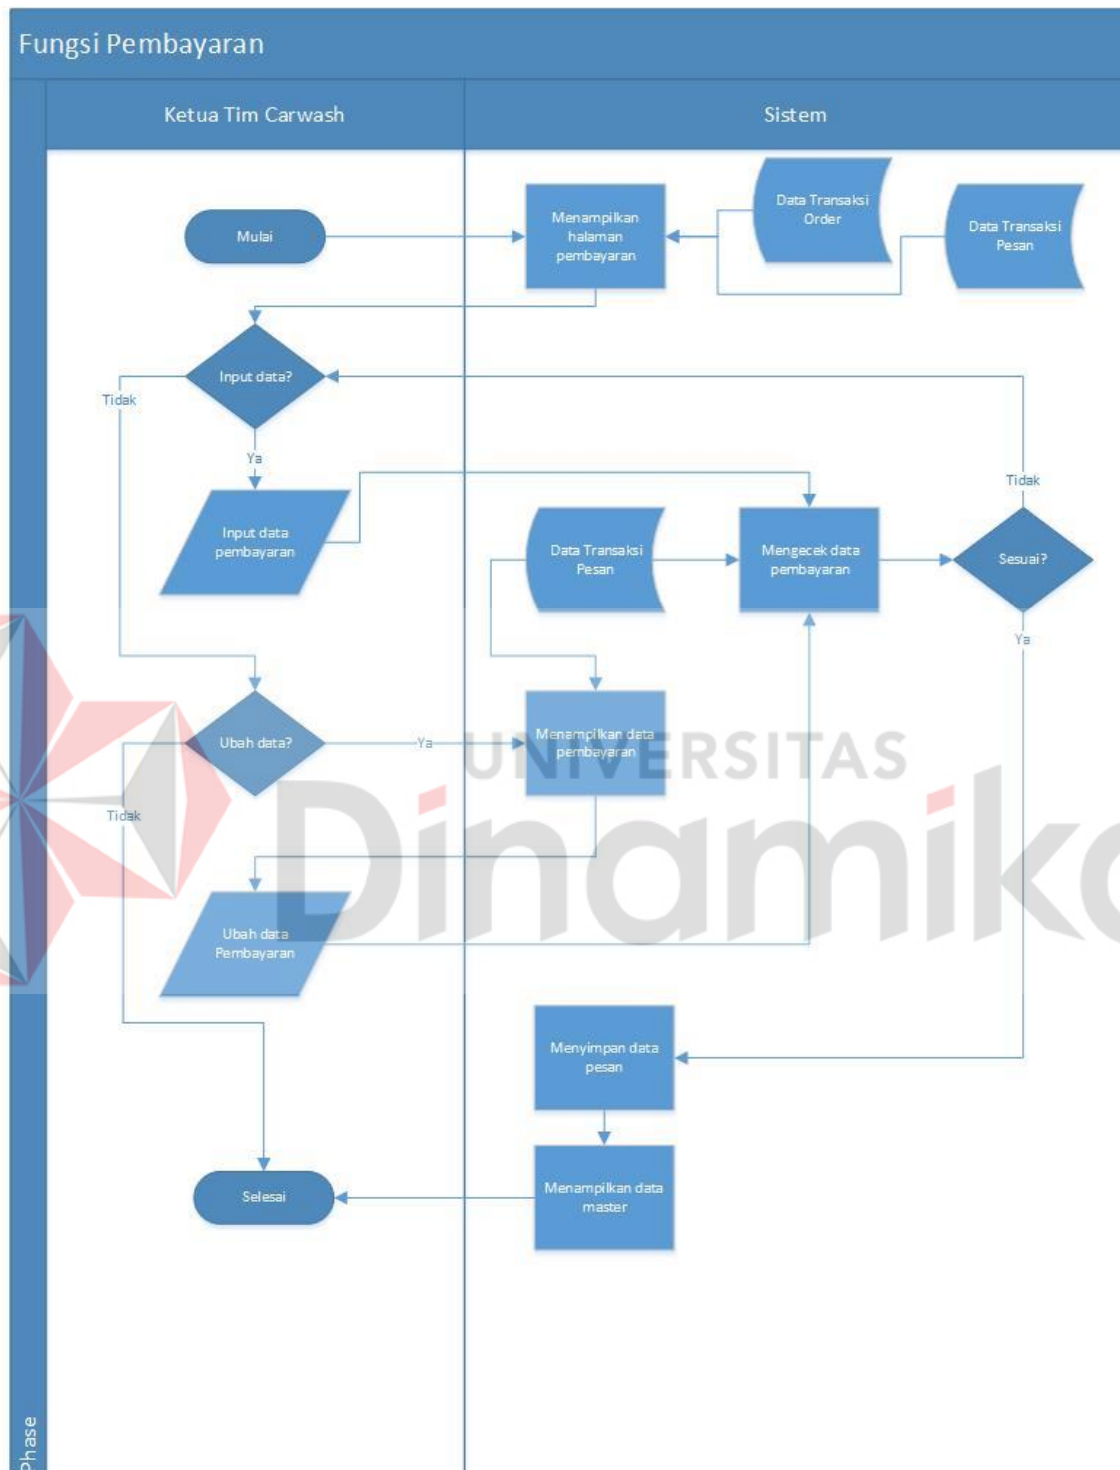 Fungsi Pembayaran
Ketua Tim Carwash
Sistem
Mulai
Menampilkan
halaman
pembayaran
Data Transaksi
Order
Data Transaksi
Pesan
Input data?
Tidak
Ya
Input data
pembayaran
Data Transaksi
Pesan
Mengecek data
pembayaran
Sesuai?
Tidak
Ya
Ubah data?
Ya
Menampilkan data
pembayaran
Tidak
UNIVERSITAS
Dinamika
Ubah data
Pembayaran
Menyimpan data
pesan
Menampilkan data
master
Selesai
Phase